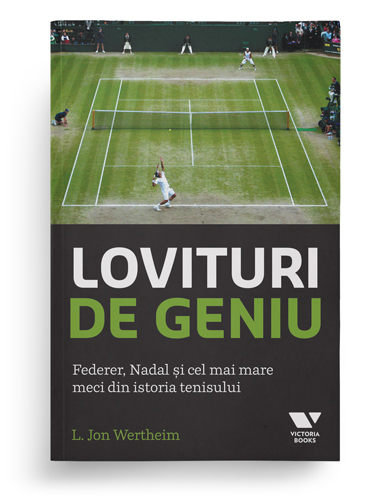 LOVITURI
DE GENIU
Federer, Nadal și cel mai mare
meci din istoria tenisului
L. Jon Wertheim
VICTORIA
BOOKS